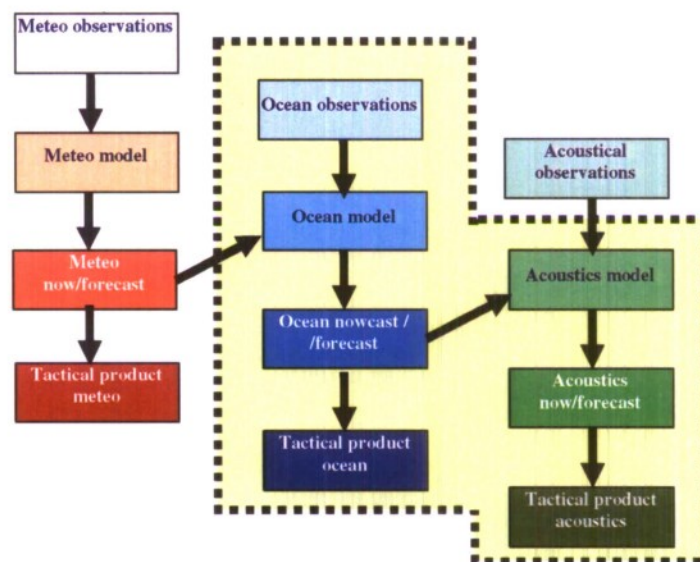 Meteo observations
Meteo model
Meteo
now/forecast
Tactical product
meteo
Ocean observations
Ocean model
Ocean nowcast /
/forecast
Tactical product
ocean
Acoustical
observations
Acoustics model
Acoustics
now/forecast
Tactical product
acoustics